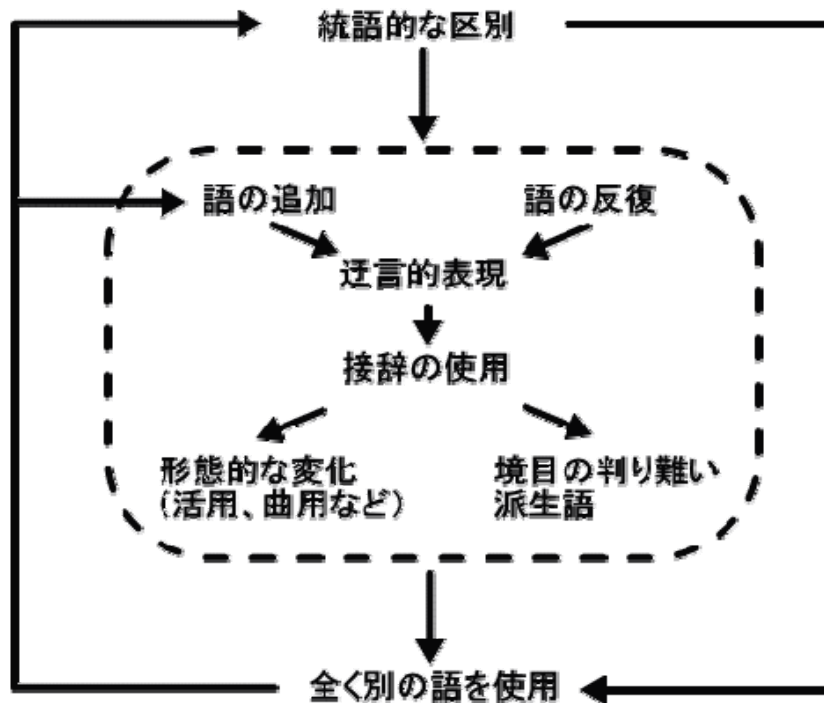 統語的な区別
語の追加
語の反復
迂言的表現
接辞の使用
形態的な変化
(活用、曲用など)
境目の判り難い
派生語
全く別の語を使用